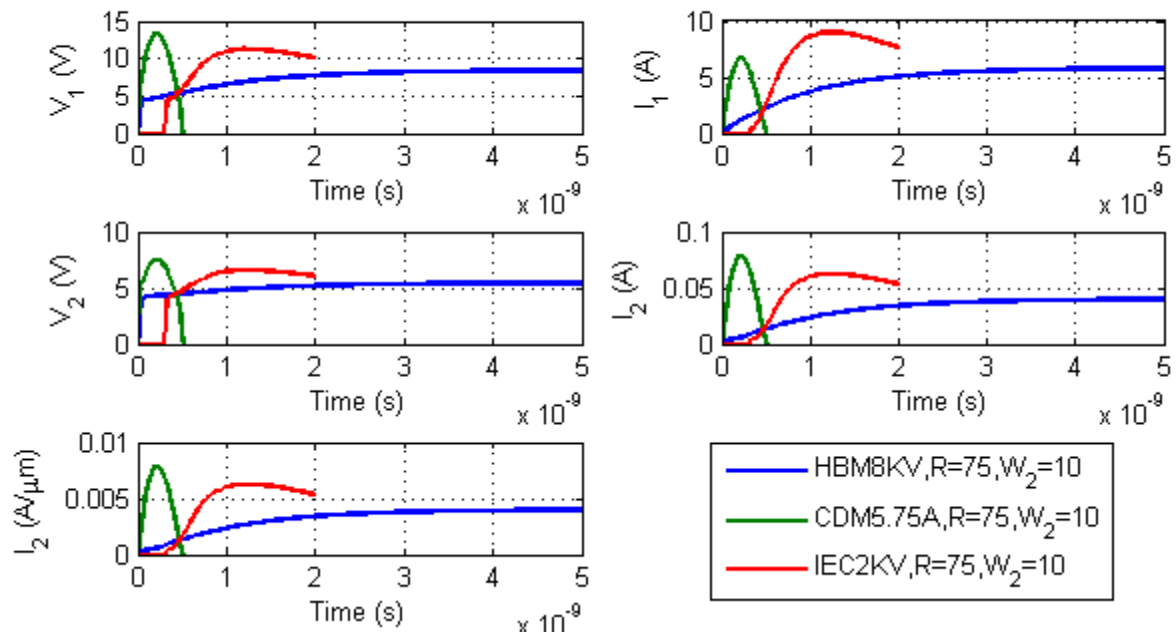 15
10
5
0
V₁ (V)
0 1 2 3 4 5
Time (s)
x 10⁻⁹
10
5
0
I₁ (A)
0 1 2 3 4 5
Time (s)
x 10⁻⁹
10
5
0
V₂ (V)
0 1 2 3 4 5
Time (s)
x 10⁻⁹
0.1
0.05
0
I₂ (A)
0 1 2 3 4 5
Time (s)
x 10⁻⁹
0.01
0.005
0
I₂ (A/μm)
0 1 2 3 4 5
Time (s)
x 10⁻⁹
HBM8KV,R=75,W₂=10
CDM5.75A,R=75,W₂=10
IEC2KV,R=75,W₂=10